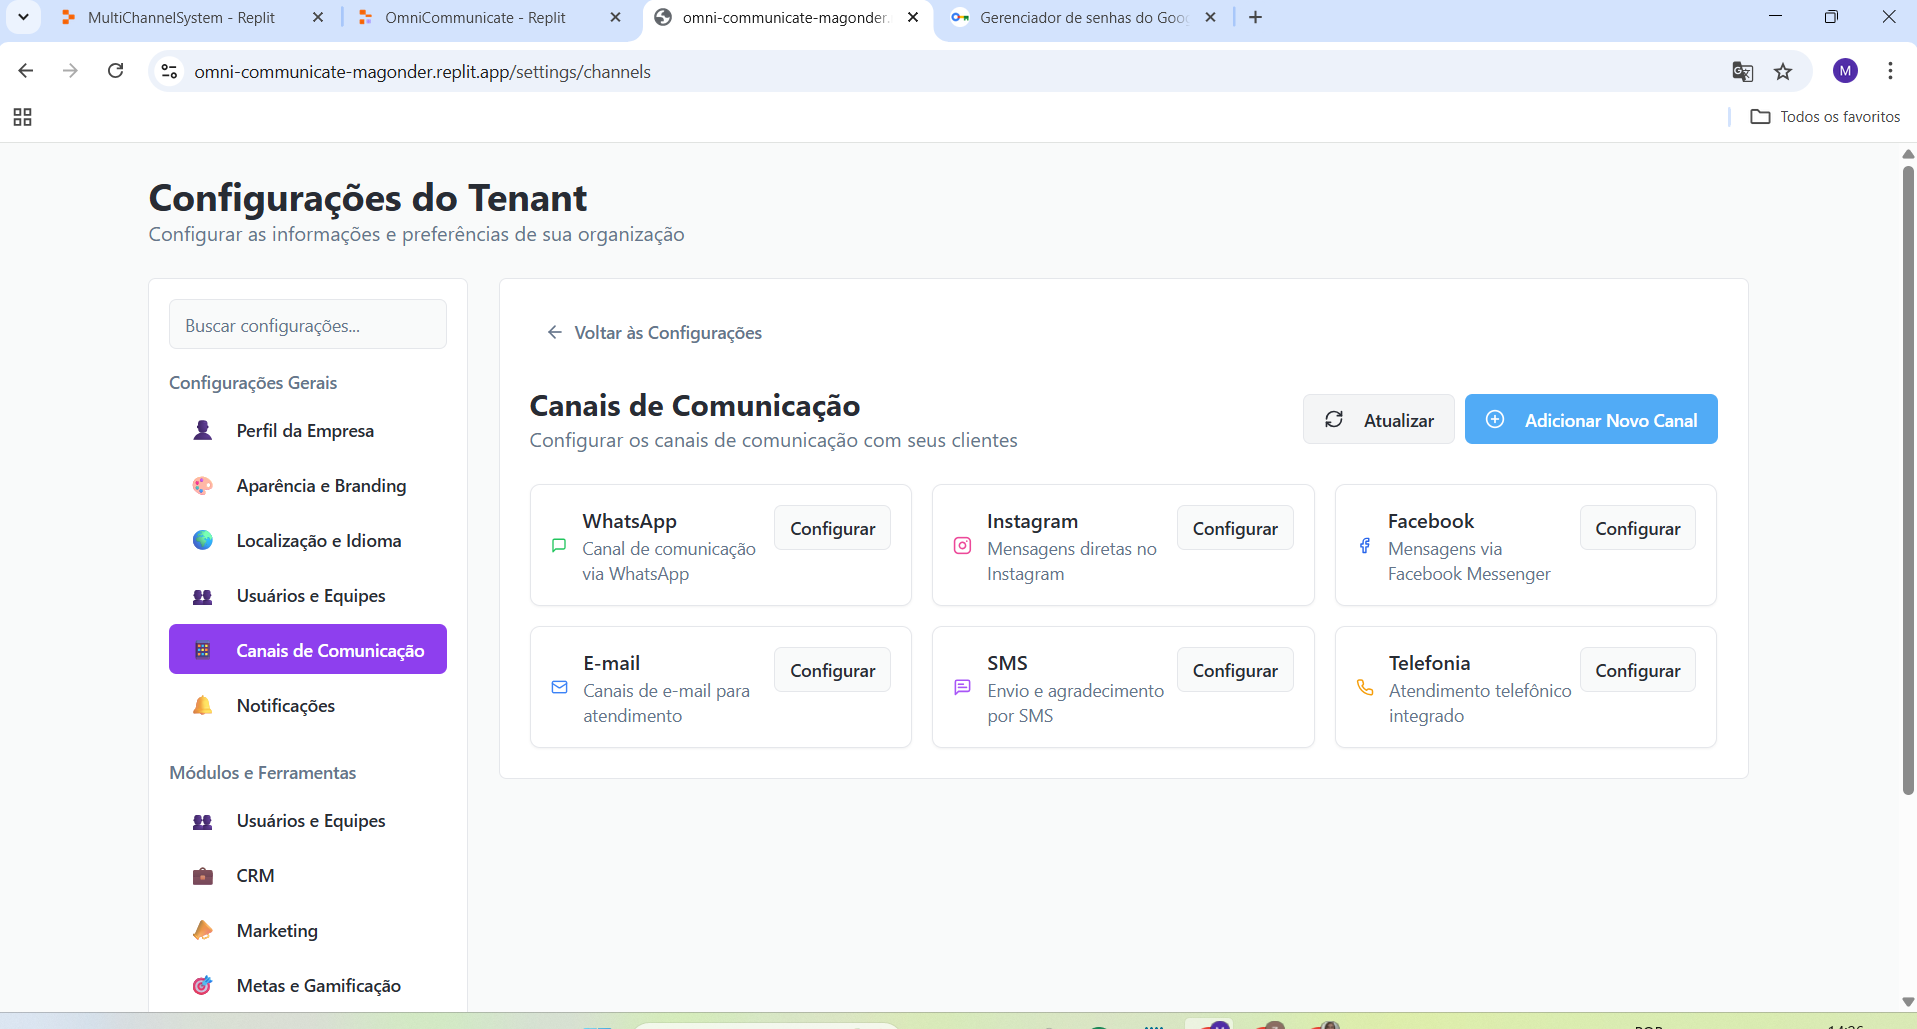 MultiChannelSystem - Replit
OmniCommunicate - Replit
omni-communicate-magonder.
Gerenciador de senhas do Goo
omni-communicate-magonder.replit.app/settings/channels
M
Todos os favoritos
Configurações do Tenant
Configurar as informações e preferências de sua organização
Buscar configurações...
Configurações Gerais
Perfil da Empresa
Aparência e Branding
Localização e Idioma
Usuários e Equipes
Canais de Comunicação
Notificações
Módulos e Ferramentas
Usuários e Equipes
CRM
Marketing
Metas e Gamificação
Voltar às Configurações
Canais de Comunicação
Configurar os canais de comunicação com seus clientes
Atualizar
Adicionar Novo Canal
WhatsApp
Canal de comunicação
via WhatsApp
Configurar
Instagram
Mensagens diretas no
Instagram
Configurar
Facebook
Mensagens via
Facebook Messenger
Configurar
E-mail
Canais de e-mail para
atendimento
Configurar
SMS
Envio e agradecimento
por SMS
Configurar
Telefonia
Atendimento telefônico
integrado
Configurar